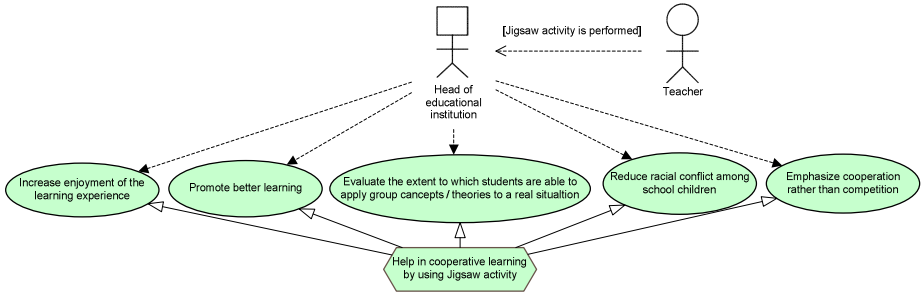 [Jigsaw activity is performed]
Head of
educational
institution
Teacher
Increase enjoyment of the
learning experience
Promote better learning
Evaluate the extent to which students are able to
apply group cancepts / theories to a real situaltion
Reduce racial conflict among
school children
Emphasize cooperation
rather than competition
Help in cooperative learning
by using Jigsaw activity